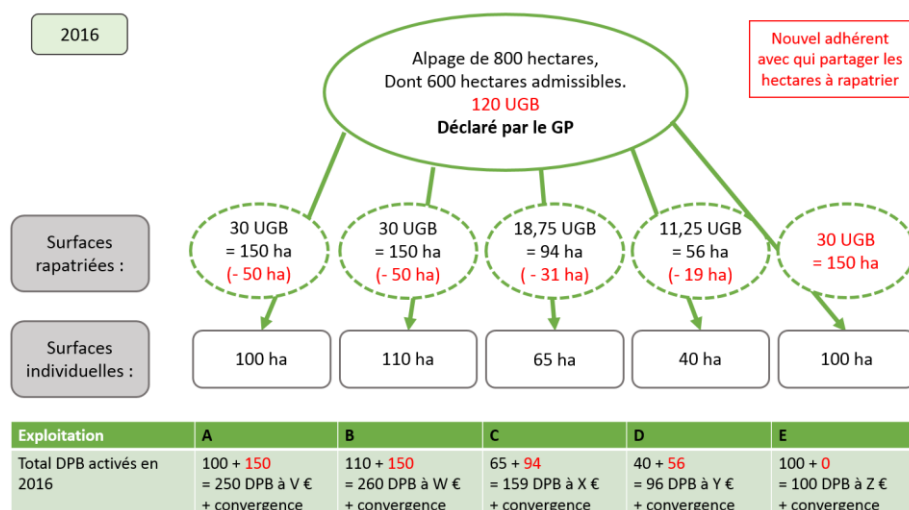 2016
Alpage de 800 hectares,
Dont 600 hectares admissibles.
120 UGB
Déclaré par le GP
Nouvel adhérent
avec qui partager les
hectares à rapatrier
Surfaces
rapatriées :
30 UGB
= 150 ha
(- 50 ha)
30 UGB
= 150 ha
(- 50 ha)
18,75 UGB
= 94 ha
( - 31 ha)
11,25 UGB
= 56 ha
(- 19 ha)
30 UGB
= 150 ha
Surfaces
individuelles :
100 ha
110 ha
65 ha
40 ha
100 ha
Exploitation A B C D E
Total DPB activés en 100 + 150 110 + 150 65 + 94 40 + 56 100 + 0
2016 = 250 DPB à V € = 260 DPB à W € = 159 DPB à X € = 96 DPB à Y € = 100 DPB à Z €
+ convergence + convergence + convergence + convergence + convergence